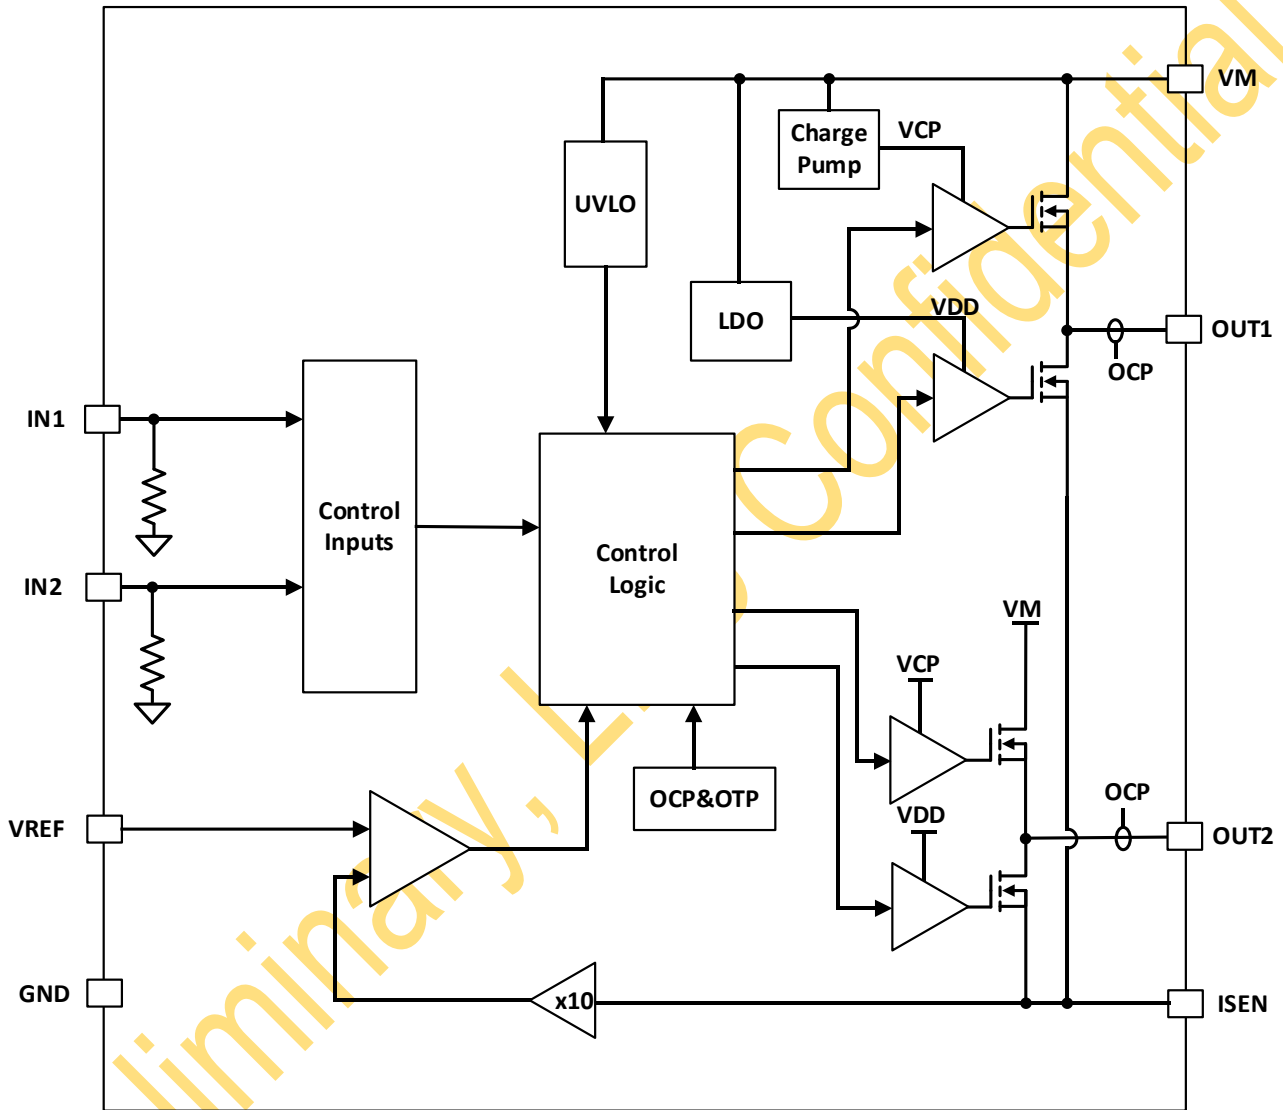 VM
Charge
Pump
VCP
UVLO
LDO
VDD
OUT1
OCP
IN1
Control
Inputs
IN2
Control
Logic
VM
VCP
OCP&OTP
VREF
VDD
OCP
OUT2
GND
x10
ISEN
Confidential